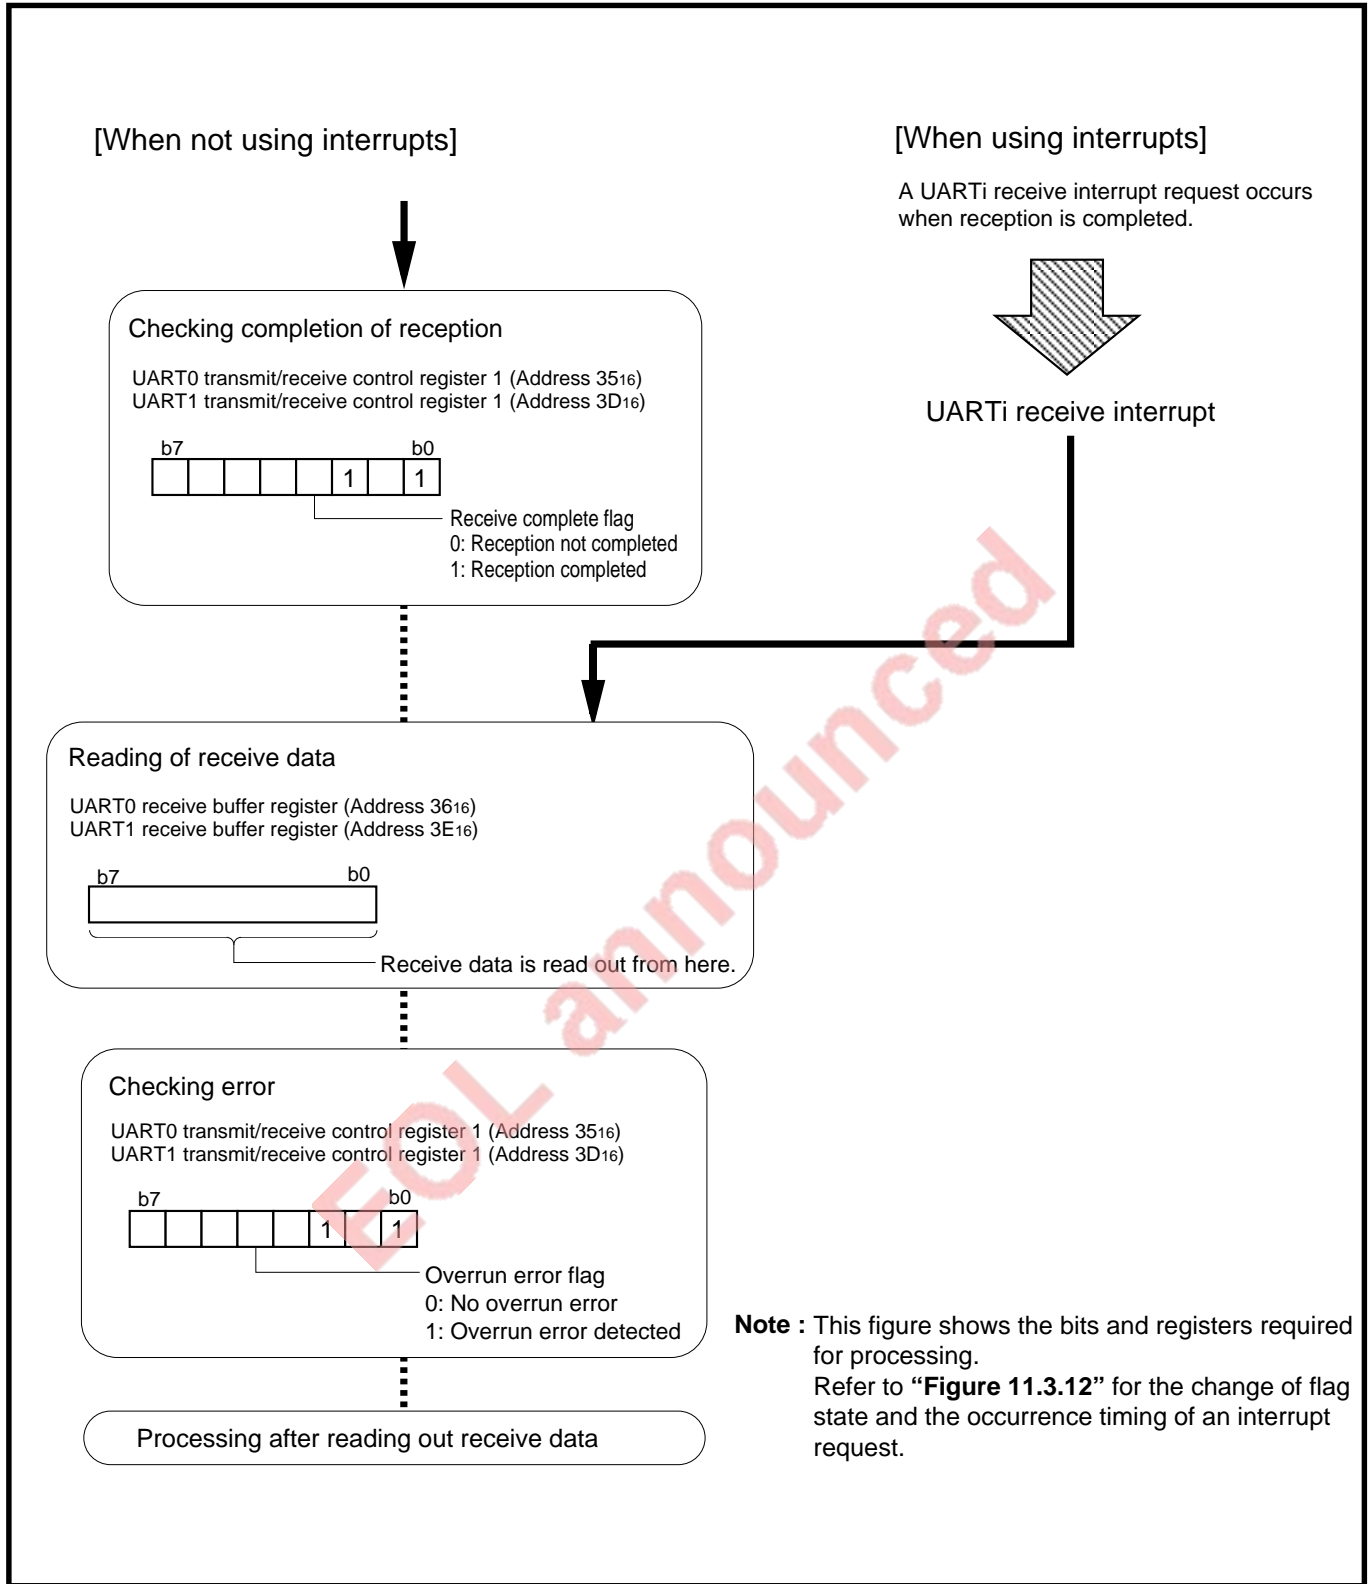 [When not using interrupts]
[When using interrupts]
A UARTi receive interrupt request occurs
when reception is completed.
UARTi receive interrupt
Checking completion of reception
UART0 transmit/receive control register 1 (Address 3516)
UART1 transmit/receive control register 1 (Address 3D16)
b7 b0
1 1
Receive complete flag
0: Reception not completed
1: Reception completed
Reading of receive data
UART0 receive buffer register (Address 3616)
UART1 receive buffer register (Address 3E16)
b7 b0
Receive data is read out from here.
Checking error
UART0 transmit/receive control register 1 (Address 3516)
UART1 transmit/receive control register 1 (Address 3D16)
b7 b0
1 1
Overrun error flag
0: No overrun error
1: Overrun error detected
Processing after reading out receive data
Note : This figure shows the bits and registers required
for processing.
Refer to “Figure 11.3.12” for the change of flag
state and the occurrence timing of an interrupt
request.
EOL announced